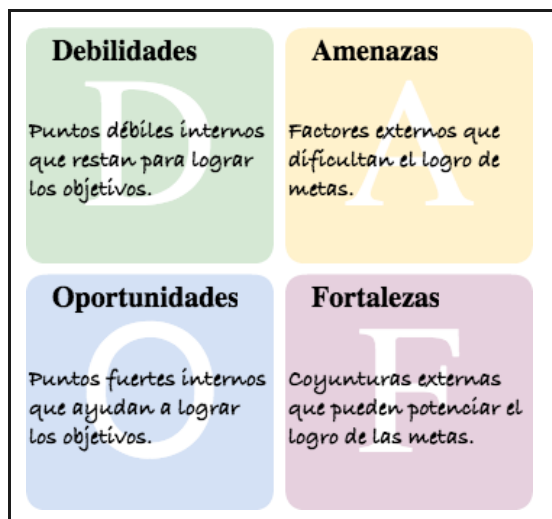 Debilidades
D
Puntos débiles internos
que restan para lograr
los objetivos.
Amenazas
A
Factores externos que
dificultan el logro de
metas.
Oportunidades
O
Puntos fuertes internos
que ayudan a lograr
los objetivos.
Fortalezas
F
Coyunturas externas
que pueden potenciar el
logro de las metas.